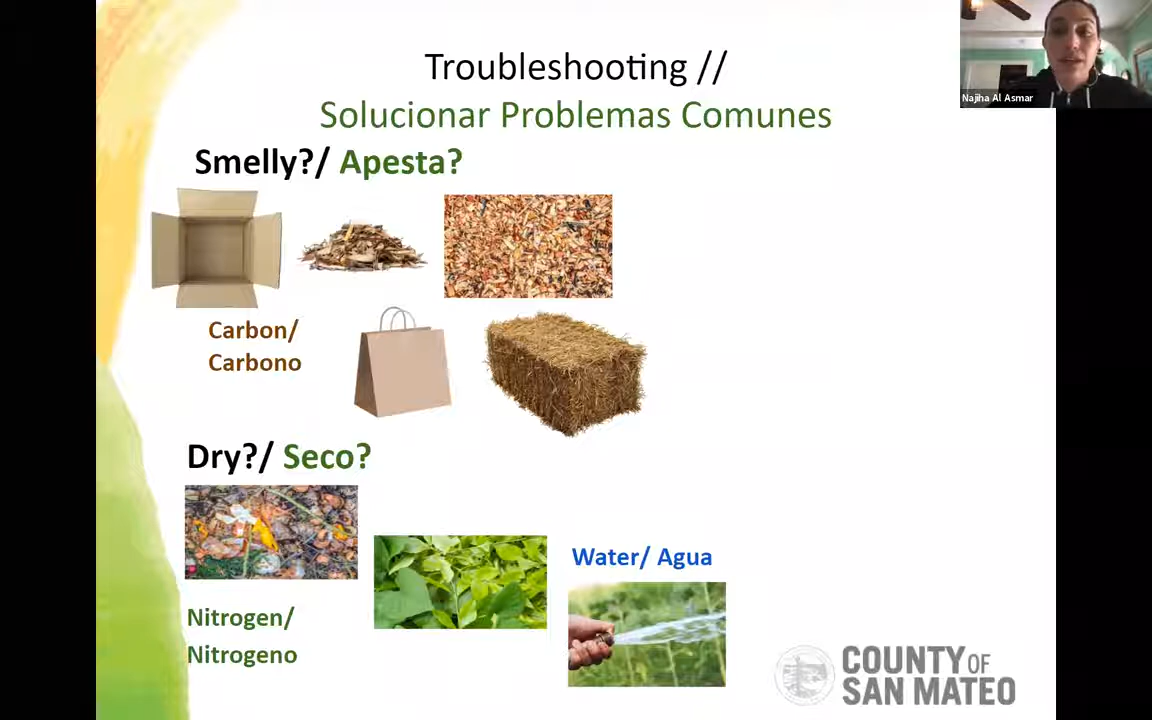 Troubleshooting //
Solucionar Problemas Comunes
Smelly?/ Apesta?
Carbon/
Carbono
Dry?/ Seco?
Nitrogen/
Nitrogeno
Water/ Agua
COUNTY OF
SAN MATEO
Najiha Al Asmar